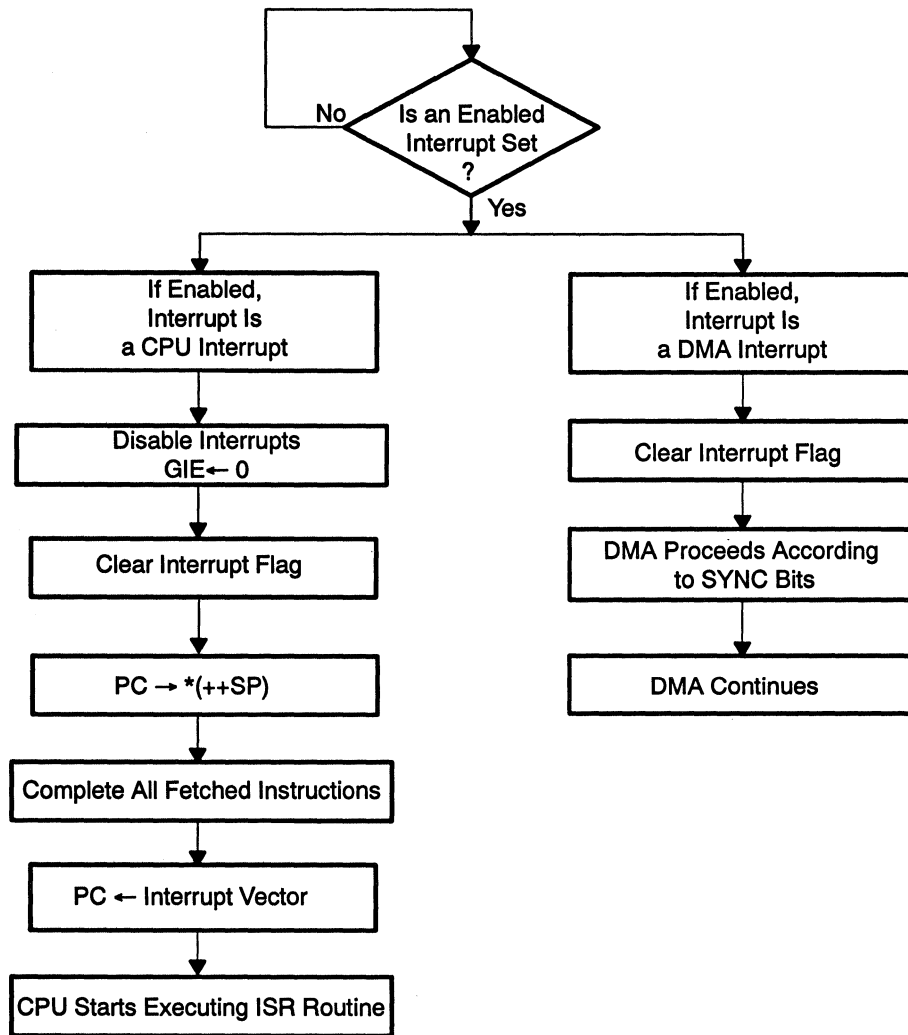 Is an Enabled
Interrupt Set
?
No
Yes
If Enabled,
Interrupt Is
a CPU Interrupt
Disable Interrupts
GIE← 0
Clear Interrupt Flag
PC → *(++SP)
Complete All Fetched Instructions
PC ← Interrupt Vector
CPU Starts Executing ISR Routine
If Enabled,
Interrupt Is
a DMA Interrupt
Clear Interrupt Flag
DMA Proceeds According
to SYNC Bits
DMA Continues